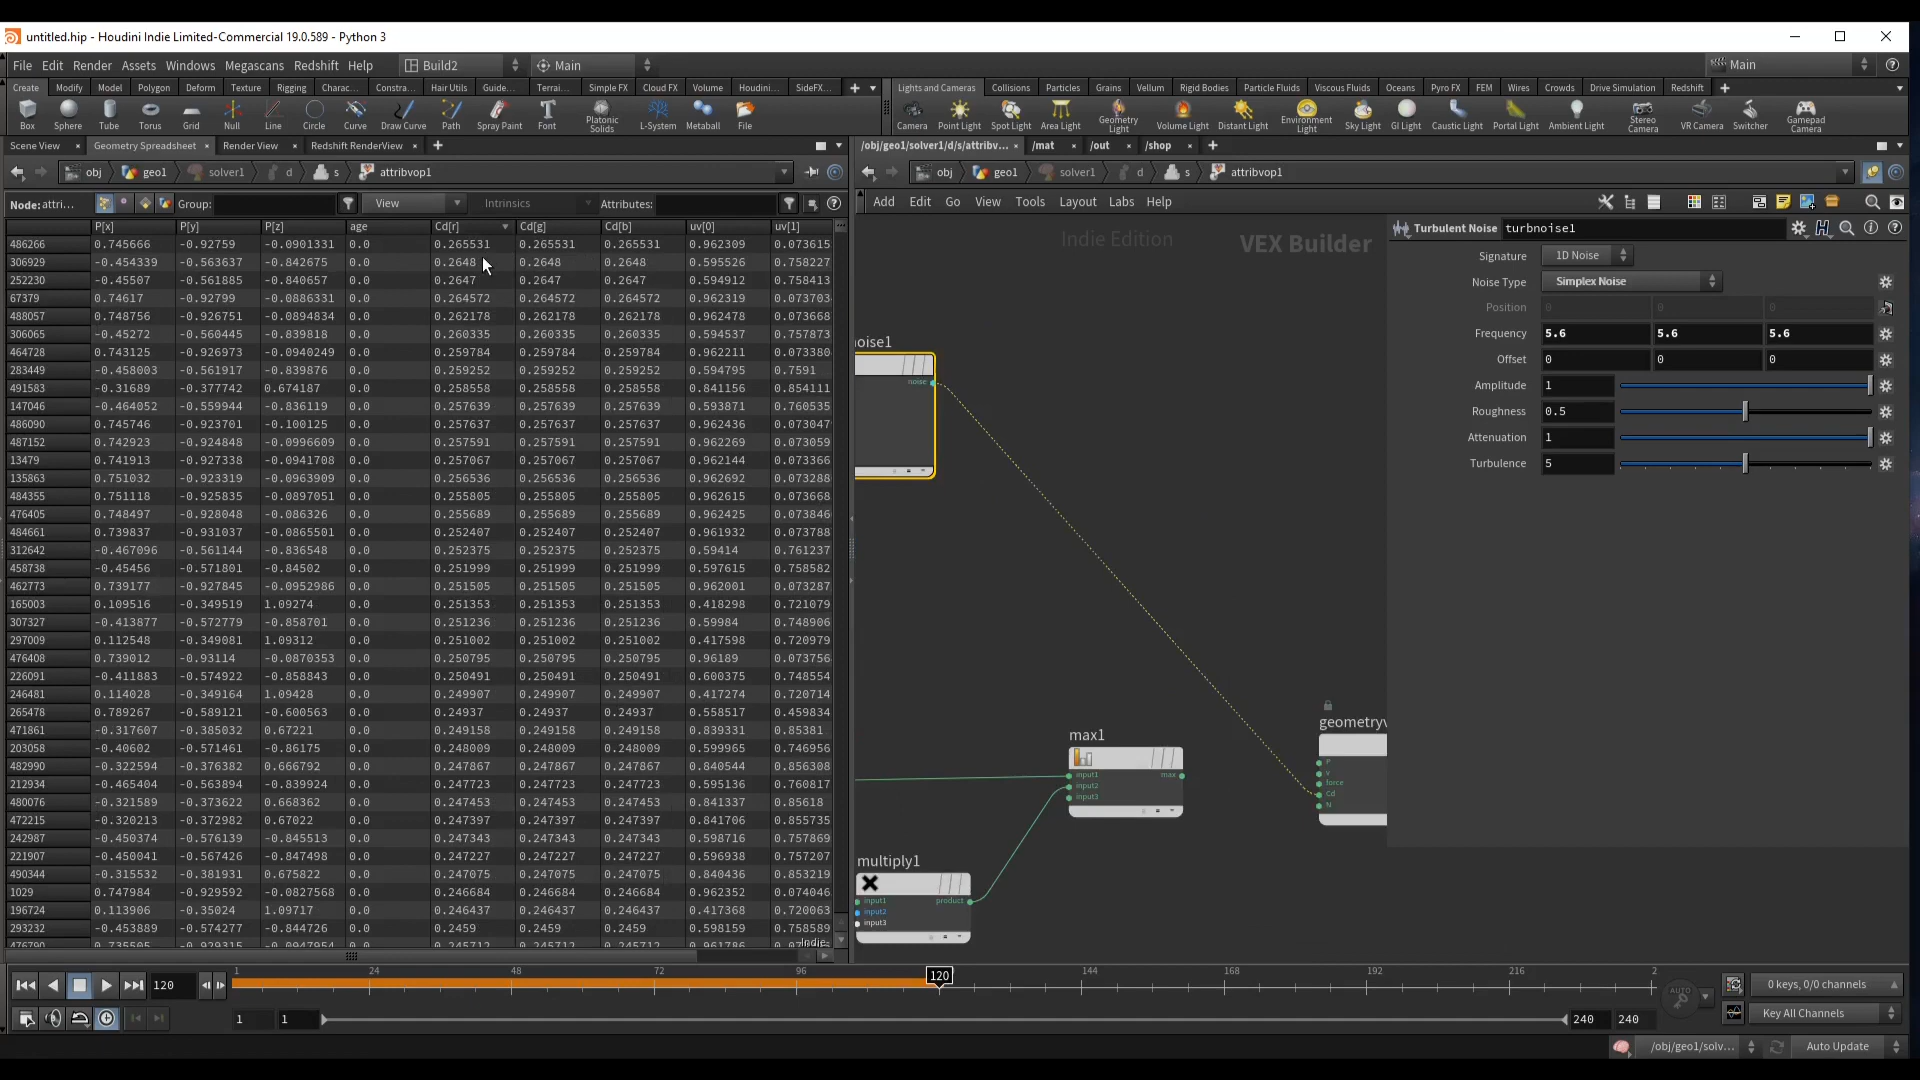 untitled.hip - Houdini Indie Limited-Commercial 19.0.589 - Python 3
File Edit Render Assets Windows Megascans Redshift Help Build2 Main Main
Create Modify Model Polygon Deform Texture Rigging Charac... Constra... Hair Utils Guide... Terrai... Simple FX Cloud FX Volume Houdini... SideFX...
Lights and Cameras Collisions Particles Grains Vellum Rigid Bodies Particle Fluids Viscous Fluids Oceans Pyro FX FEM Wires Crowds Drive Simulation Redshift
Box Sphere Tube Torus Grid Null Line Circle Curve Draw Curve Path Spray Paint Font Platonic Solids L-System Metaball File
Camera Point Light Spot Light Area Light Geometry Light Volume Light Distant Light Environment Light Sky Light GI Light Caustic Light Portal Light Ambient Light Stereo Camera VR Camera Switcher Gamepad Camera
Scene View Geometry Spreadsheet Render View Redshift RenderView
/obj/geo1/solver1/d/s/attribv... /mat /out /shop
obj geo1 solver1 d s attribvop1
obj geo1 solver1 d s attribvop1
Node: attri... Group: View Intrinsics Attributes:
Add Edit Go View Tools Layout Labs Help
P[x] P[y] P[z] age Cd[r] Cd[g] Cd[b] uv[0] uv[1]
486266 0.745666 -0.92759 -0.0901331 0.0 0.265531 0.265531 0.265531 0.962309 0.073615
306929 -0.454339 -0.563637 -0.842675 0.0 0.2648 0.2648 0.2648 0.595526 0.758227
252230 -0.45507 -0.561885 -0.840657 0.0 0.2647 0.2647 0.2647 0.594912 0.758413
67379 0.74617 -0.92799 -0.0886331 0.0 0.264572 0.264572 0.264572 0.962319 0.073703
488057 0.748756 -0.926751 -0.0894834 0.0 0.262178 0.262178 0.262178 0.962478 0.073668
306065 -0.45272 -0.560445 -0.839818 0.0 0.260335 0.260335 0.260335 0.594537 0.757873
464728 0.743125 -0.926973 -0.0940249 0.0 0.259784 0.259784 0.259784 0.962211 0.073380
283449 -0.458003 -0.561917 -0.839876 0.0 0.259252 0.259252 0.259252 0.594795 0.7591
491583 -0.31689 -0.377742 0.674187 0.0 0.258558 0.258558 0.258558 0.841156 0.854111
147046 -0.464052 -0.559944 -0.836119 0.0 0.257639 0.257639 0.257639 0.593871 0.760535
486090 0.745746 -0.923701 -0.100125 0.0 0.257637 0.257637 0.257637 0.962436 0.073047
487152 0.742923 -0.924848 -0.0996609 0.0 0.257591 0.257591 0.257591 0.962269 0.073059
13479 0.741913 -0.927338 -0.0941708 0.0 0.257067 0.257067 0.257067 0.962144 0.073366
135863 0.751032 -0.923319 -0.0963909 0.0 0.256536 0.256536 0.256536 0.962692 0.073288
484355 0.751118 -0.925835 -0.0897051 0.0 0.255805 0.255805 0.255805 0.962615 0.073668
476405 0.748497 -0.928048 -0.086326 0.0 0.255689 0.255689 0.255689 0.962425 0.073846
484661 0.739837 -0.931037 -0.0865501 0.0 0.252407 0.252407 0.252407 0.961932 0.073788
312642 -0.467096 -0.561144 -0.836548 0.0 0.252375 0.252375 0.252375 0.59414 0.761237
458738 -0.45456 -0.571801 -0.84502 0.0 0.251999 0.251999 0.251999 0.597615 0.758582
462773 0.739177 -0.927845 -0.0952986 0.0 0.251505 0.251505 0.251505 0.962001 0.073287
165003 0.109516 -0.349519 1.09274 0.0 0.251353 0.251353 0.251353 0.418298 0.721079
307327 -0.413877 -0.572779 -0.858701 0.0 0.251236 0.251236 0.251236 0.59984 0.748906
297009 0.112548 -0.349081 1.09312 0.0 0.251002 0.251002 0.251002 0.417598 0.720979
476408 0.739012 -0.93114 -0.0870353 0.0 0.250795 0.250795 0.250795 0.96189 0.073756
226091 -0.411883 -0.574922 -0.858843 0.0 0.250491 0.250491 0.250491 0.600375 0.748554
246481 0.114028 -0.349164 1.09428 0.0 0.249907 0.249907 0.249907 0.417274 0.720714
265478 0.789267 -0.589121 -0.600563 0.0 0.24937 0.24937 0.24937 0.558517 0.459834
471861 -0.317607 -0.385032 0.67221 0.0 0.249158 0.249158 0.249158 0.839331 0.85381
203058 -0.40602 -0.571461 -0.86175 0.0 0.248009 0.248009 0.248009 0.599965 0.746956
482990 -0.322594 -0.376382 0.666792 0.0 0.247867 0.247867 0.247867 0.840544 0.856308
212934 -0.465404 -0.563894 -0.839924 0.0 0.247723 0.247723 0.247723 0.595136 0.760817
480076 -0.321589 -0.373622 0.668362 0.0 0.247453 0.247453 0.247453 0.841337 0.85618
472215 -0.320213 -0.372982 0.67022 0.0 0.247397 0.247397 0.247397 0.841706 0.855735
242987 -0.450374 -0.576139 -0.845513 0.0 0.247343 0.247343 0.247343 0.598716 0.757869
221907 -0.450041 -0.567426 -0.847498 0.0 0.247227 0.247227 0.247227 0.596938 0.757207
490344 -0.315532 -0.381931 0.675822 0.0 0.247075 0.247075 0.247075 0.840436 0.853219
1029 0.747984 -0.929592 -0.0827568 0.0 0.246684 0.246684 0.246684 0.962352 0.074046
196724 0.113906 -0.35024 1.09717 0.0 0.246437 0.246437 0.246437 0.417368 0.720063
293232 -0.453889 -0.574277 -0.844726 0.0 0.2459 0.2459 0.2459 0.598159 0.758589
476790 0.735505 -0.929315 -0.0947954 0.0 0.245712 0.245712 0.245712 0.961786
Indie
Indie Edition VEX Builder
oise1
noise
max1
input1 max
input2
input3
multiply1
input1 product
input2
input3
geometryv
P
v
force
Cd
N
Turbulent Noise turbnoise1
Signature 1D Noise
Noise Type Simplex Noise
Position 0 0 0
Frequency 5.6 5.6 5.6
Offset 0 0 0
Amplitude 1
Roughness 0.5
Attenuation 1
Turbulence 5
120 1 24 48 72 96 120 144 168 192 216 2
AUTO 0 keys, 0/0 channels
1 1 240 240 Key All Channels
/obj/geo1/solv... Auto Update